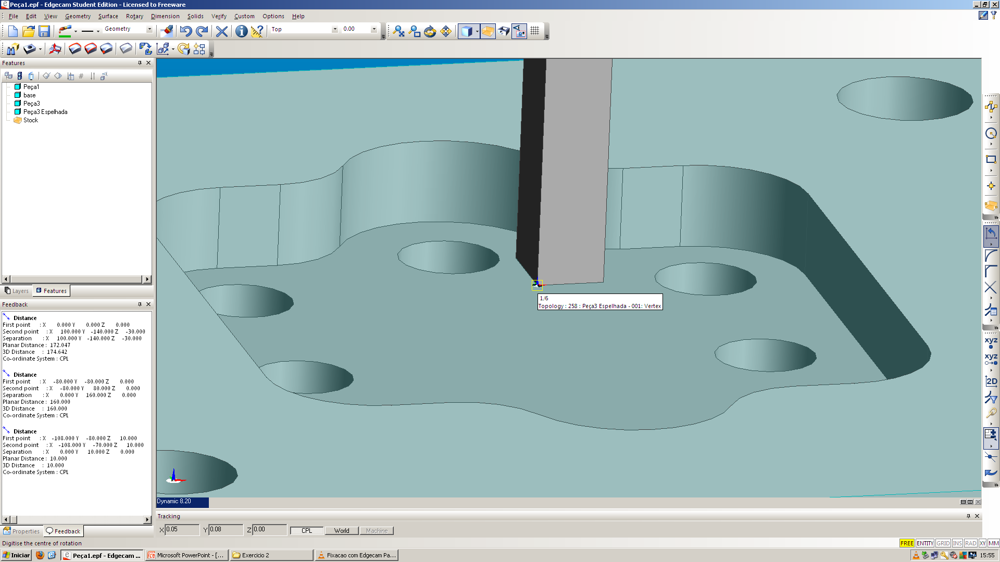 Peça1.epf - Edgecam Student Edition - Licensed to Freeware
File Edit View Geometry Surface Rotary Dimension Solids Verify Custom Options Help
Geometry Top 0.00
Features
Peça1
base
Peça3
Peça3 Espelhada
Stock
Layers Features
Feedback
Distance
First point : X 0.000 Y 0.000 Z 0.000
Second point : X 100.000 Y -140.000 Z -30.000
Separation : X 100.000 Y -140.000 Z -30.000
Planar Distance : 172.047
3D Distance : 174.642
Co-ordinate System : CPL
Distance
First point : X -80.000 Y -80.000 Z 0.000
Second point : X -80.000 Y 80.000 Z 0.000
Separation : X 0.000 Y 160.000 Z 0.000
Planar Distance : 160.000
3D Distance : 160.000
Co-ordinate System : CPL
Distance
First point : X -108.000 Y -80.000 Z 10.000
Second point : X -108.000 Y -70.000 Z 10.000
Separation : X 0.000 Y 10.000 Z 0.000
Planar Distance : 10.000
3D Distance : 10.000
Co-ordinate System : CPL
Properties Feedback
1/6
Topology : 258 : Peça3 Espelhada - 001: Vertex
xyz
xyz
2D
Dynamic 8.20
Tracking
X 0.05 Y 0.08 Z 0.00 CPL World Machine
Digitise the centre of rotation
FREE ENTITY GRID INS RAD XY MM
Iniciar Peça1.epf - Edgecam ... Microsoft PowerPoint - [... Exercicio 2 Fixacao com Edgecam Pa... 15:55